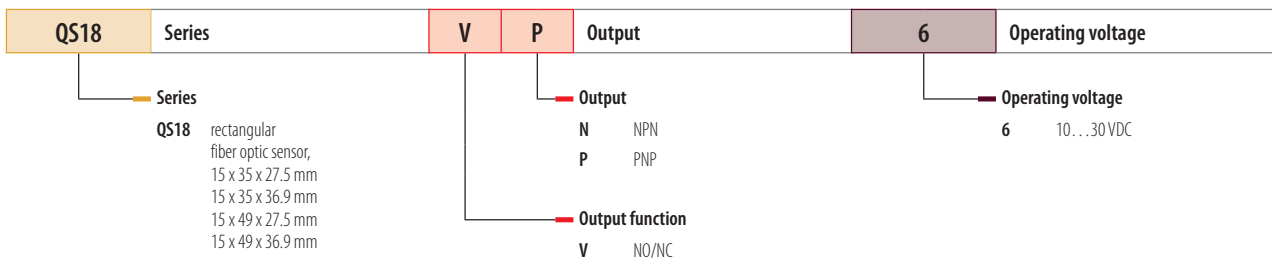 QS18 Series V P Output 6 Operating voltage
Series
QS18 rectangular
fiber optic sensor,
15 x 35 x 27.5 mm
15 x 35 x 36.9 mm
15 x 49 x 27.5 mm
15 x 49 x 36.9 mm
Output
N NPN
P PNP
Output function
V NO/NC
Operating voltage
6 10...30 VDC